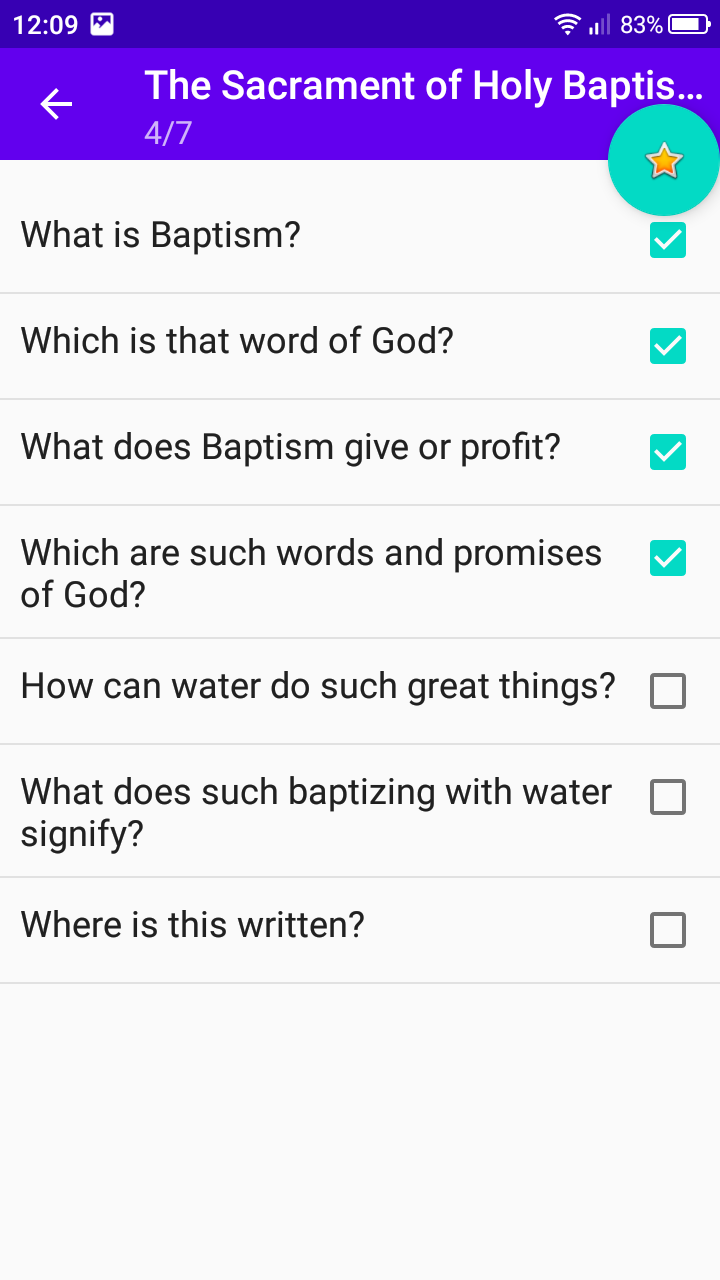 12:09
83%
The Sacrament of Holy Baptis...
4/7
What is Baptism?
Which is that word of God?
What does Baptism give or profit?
Which are such words and promises
of God?
How can water do such great things?
What does such baptizing with water
signify?
Where is this written?